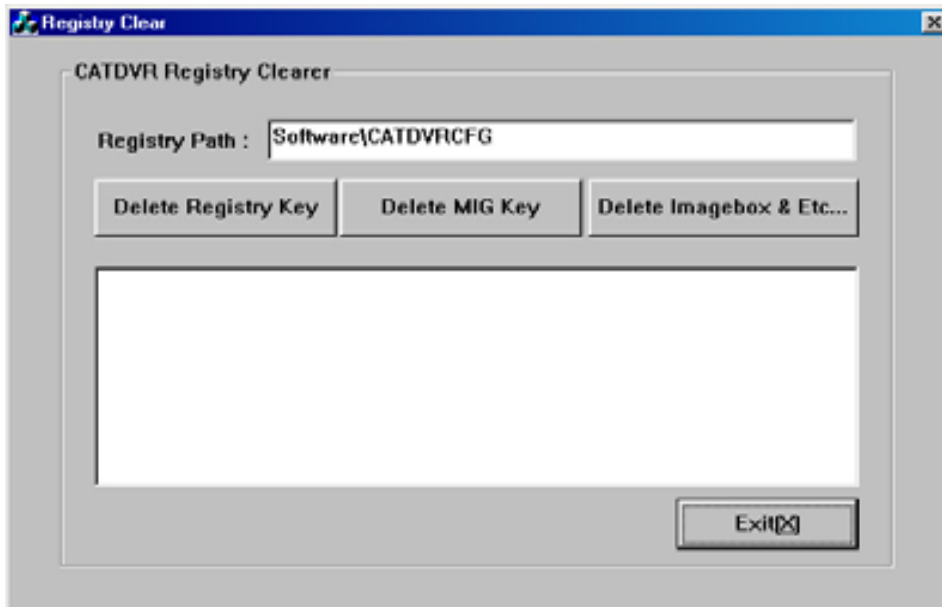 Registry Clear
CATDVR Registry Clearer
Registry Path : Software\CATDVRCFG
Delete Registry Key Delete MIG Key Delete Imagebox & Etc...
Exit[X]